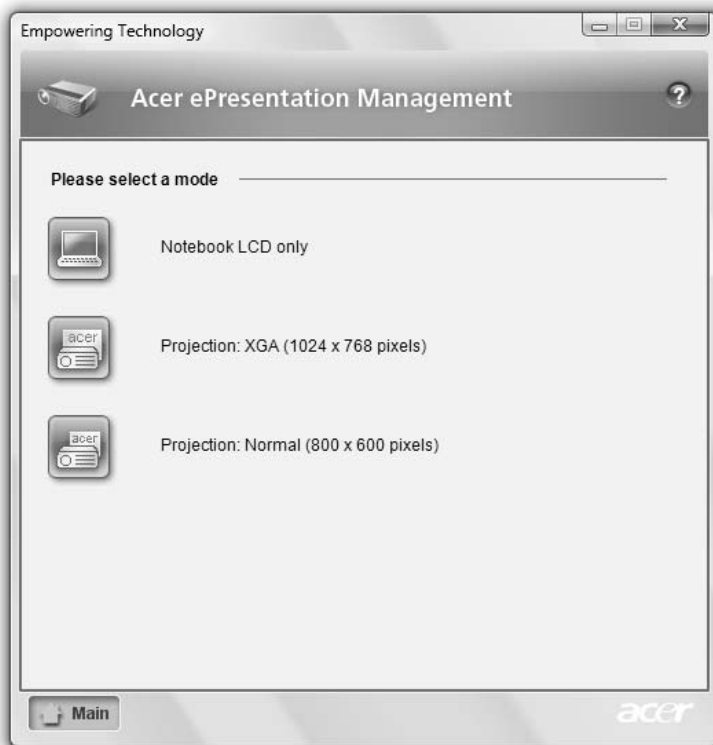 Empowering Technology
Acer ePresentation Management
?
Please select a mode
Notebook LCD only
acer
Projection: XGA (1024 x 768 pixels)
acer
Projection: Normal (800 x 600 pixels)
Main
acer